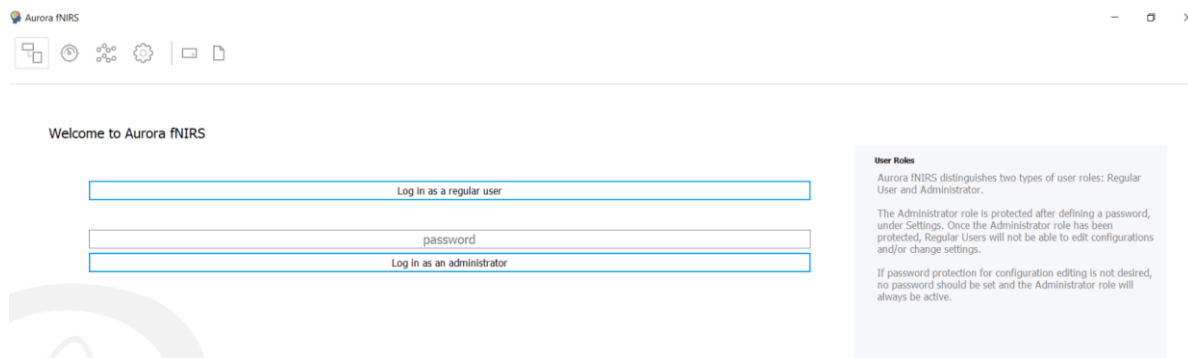 Aurora fNIRS
Welcome to Aurora fNIRS
Log in as a regular user
password
Log in as an administrator
User Roles
Aurora fNIRS distinguishes two types of user roles: Regular
User and Administrator.
The Administrator role is protected after defining a password,
under Settings. Once the Administrator role has been
protected, Regular Users will not be able to edit configurations
and/or change settings.
If password protection for configuration editing is not desired,
no password should be set and the Administrator role will
always be active.